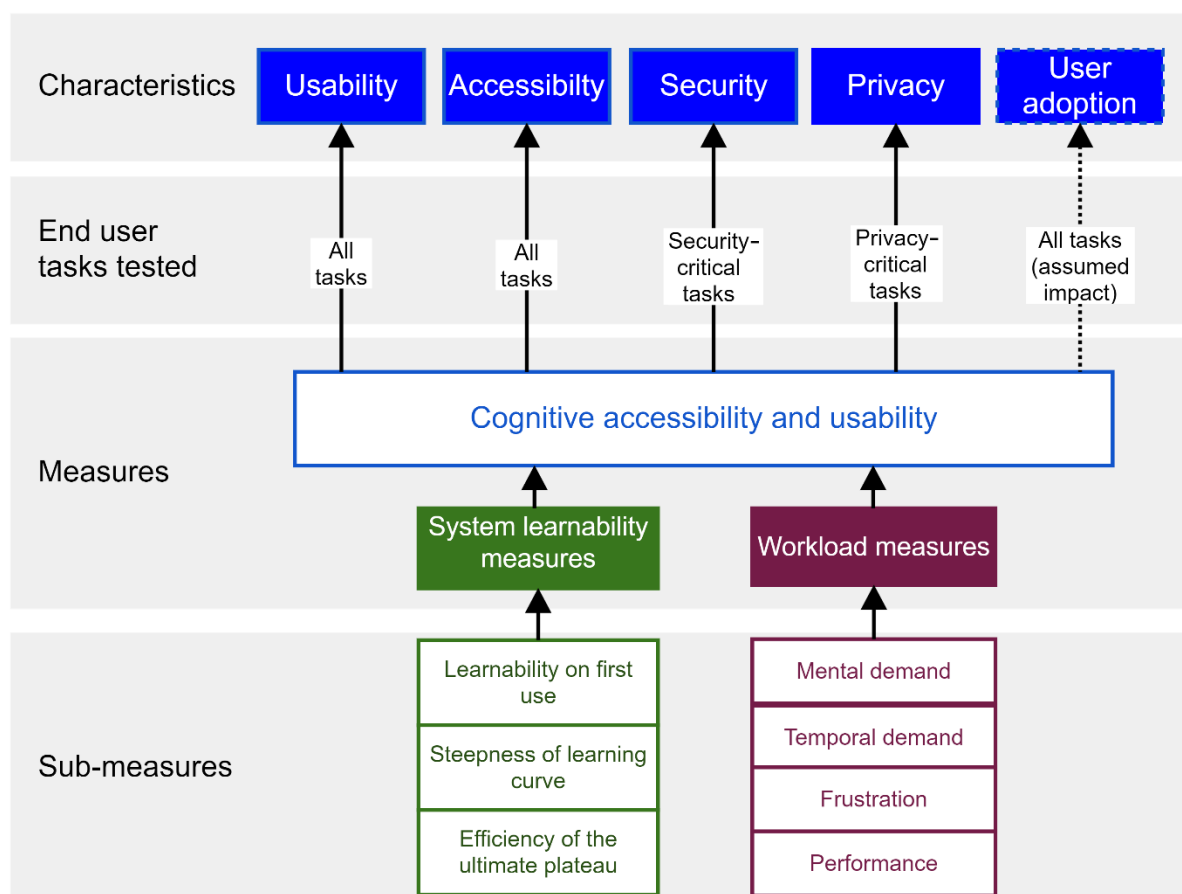 Characteristics
Usability
Accessibilty
Security
Privacy
User
adoption
End user
tasks tested
All
tasks
All
tasks
Security-
critical
tasks
Privacy-
critical
tasks
All tasks
(assumed
impact)
Measures
Cognitive accessibility and usability
System learnability
measures
Workload measures
Sub-measures
Learnability on first
use
Steepness of learning
curve
Efficiency of the
ultimate plateau
Mental demand
Temporal demand
Frustration
Performance